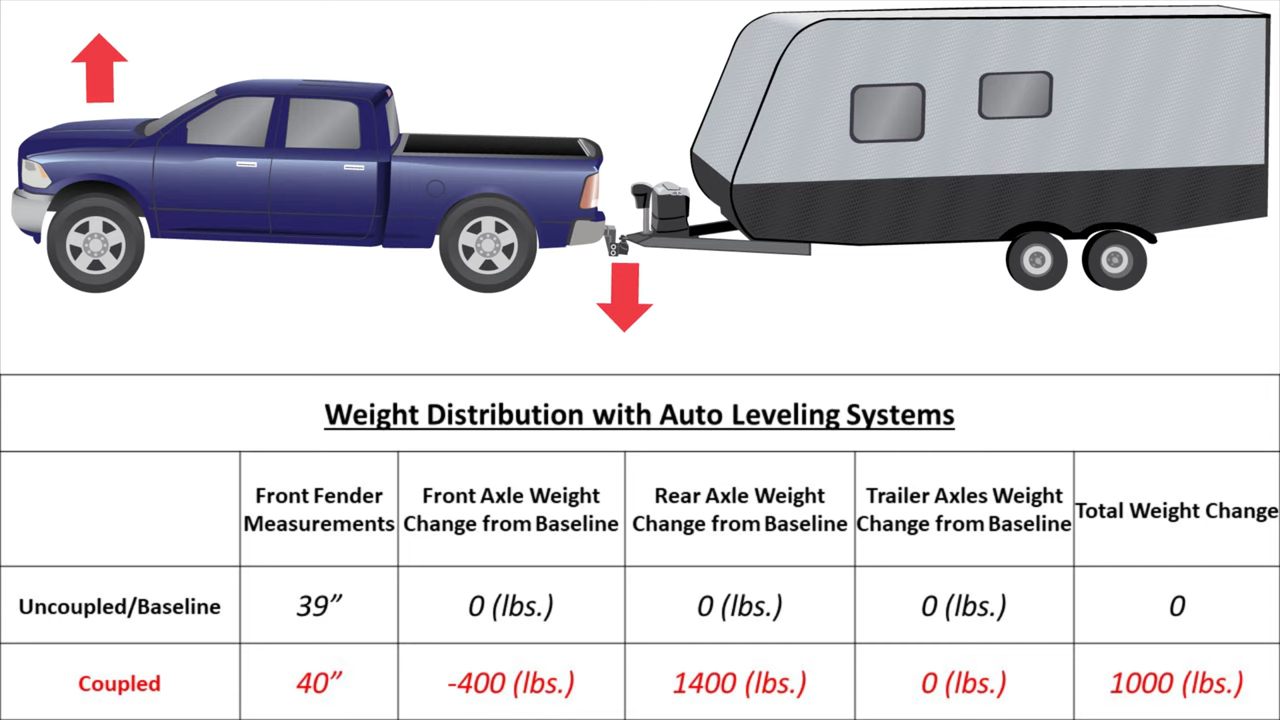 Weight Distribution with Auto Leveling Systems
Front Fender Measurements
Front Axle Weight Change from Baseline
Rear Axle Weight Change from Baseline
Trailer Axles Weight Change from Baseline
Total Weight Change
Uncoupled/Baseline 39” 0 (lbs.) 0 (lbs.) 0 (lbs.) 0
Coupled 40” -400 (lbs.) 1400 (lbs.) 0 (lbs.) 1000 (lbs.)